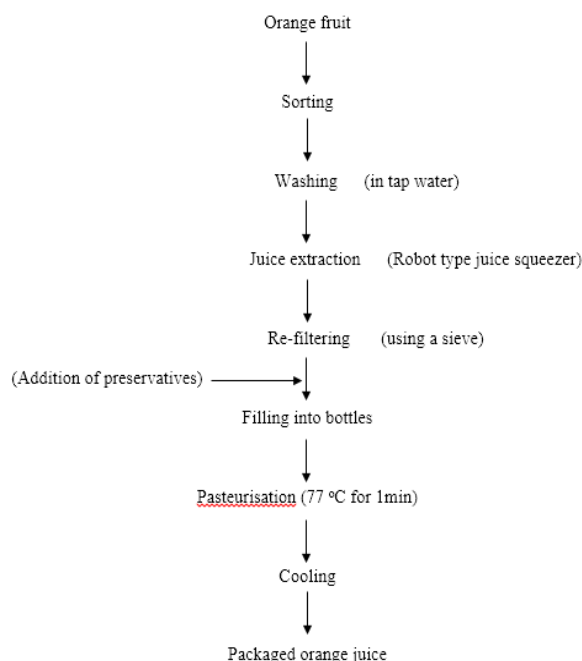 Orange fruit
Sorting
Washing (in tap water)
Juice extraction (Robot type juice squeezer)
Re-filtering (using a sieve)
(Addition of preservatives)
Filling into bottles
Pasteurisation (77 ºC for 1min)
Cooling
Packaged orange juice